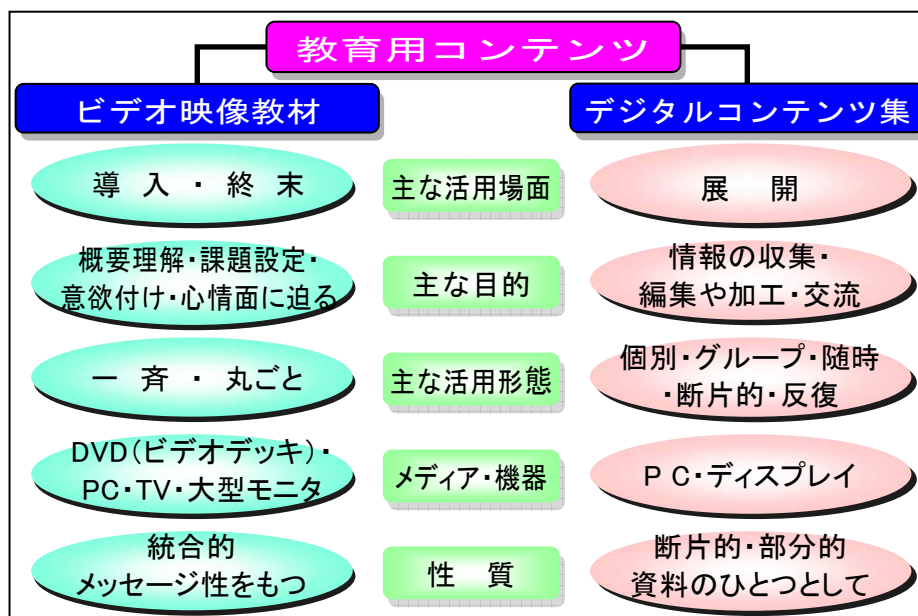 教育用コンテンツ
ビデオ映像教材
デジタルコンテンツ集
導入・終末
主な活用場面
展開
概要理解・課題設定・
意欲付け・心情面に迫る
主な目的
情報の収集・
編集や加工・交流
一斉・丸ごと
主な活用形態
個別・グループ・随時
・断片的・反復
DVD(ビデオデッキ)・
PC・TV・大型モニタ
メディア・機器
PC・ディスプレイ
統合的
メッセージ性をもつ
性質
断片的・部分的
資料のひとつとして